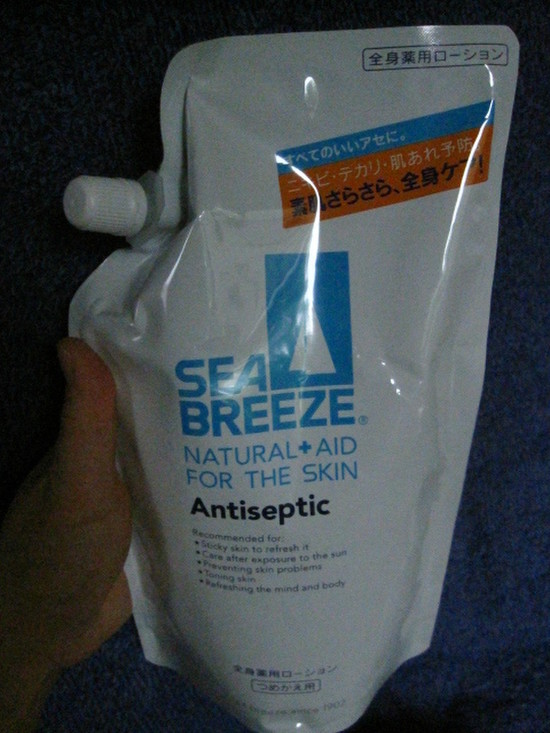 全身薬用ローション
すべてのいいアセに。
ニキビ・テカリ・肌あれ予防。
素肌さらさら、全身ケア!
SEA
BREEZE®
NATURAL+AID
FOR THE SKIN
Antiseptic
Recommended for:
•Sticky skin to refresh it
•Care after exposure to the sun
•Preventing skin problems
•Toning skin
•Refreshing the mind and body
全身薬用ローション
つめかえ用
since 1902